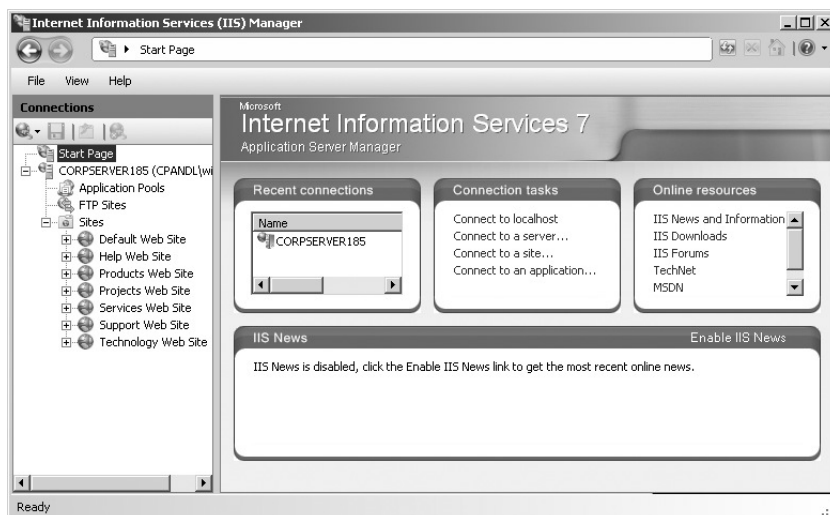 Internet Information Services (IIS) Manager
Start Page
File View Help
Connections
Start Page
CORPSERVER185 (CPANDL\wi
Application Pools
FTP Sites
Sites
Default Web Site
Help Web Site
Products Web Site
Projects Web Site
Services Web Site
Support Web Site
Technology Web Site
Microsoft
Internet Information Services 7
Application Server Manager
Recent connections
Name
CORPSERVER185
Connection tasks
Connect to localhost
Connect to a server...
Connect to a site...
Connect to an application...
Online resources
IIS News and Information
IIS Downloads
IIS Forums
TechNet
MSDN
IIS News
Enable IIS News
IIS News is disabled, click the Enable IIS News link to get the most recent online news.
Ready